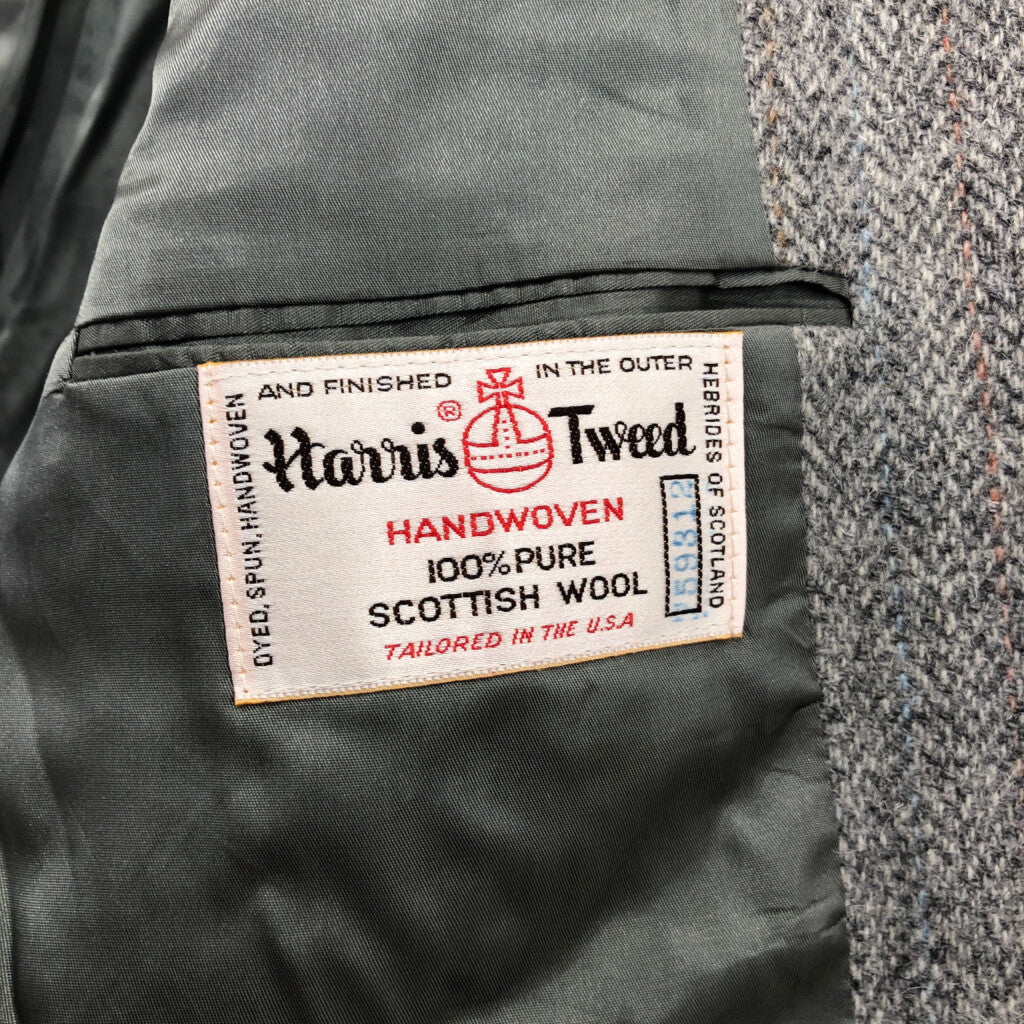 DYED, SPUN, HANDWOVEN
AND FINISHED
IN THE OUTER
HEBRIDES OF SCOTLAND
Harris® Tweed
HANDWOVEN
100% PURE
SCOTTISH WOOL
TAILORED IN THE U.S.A